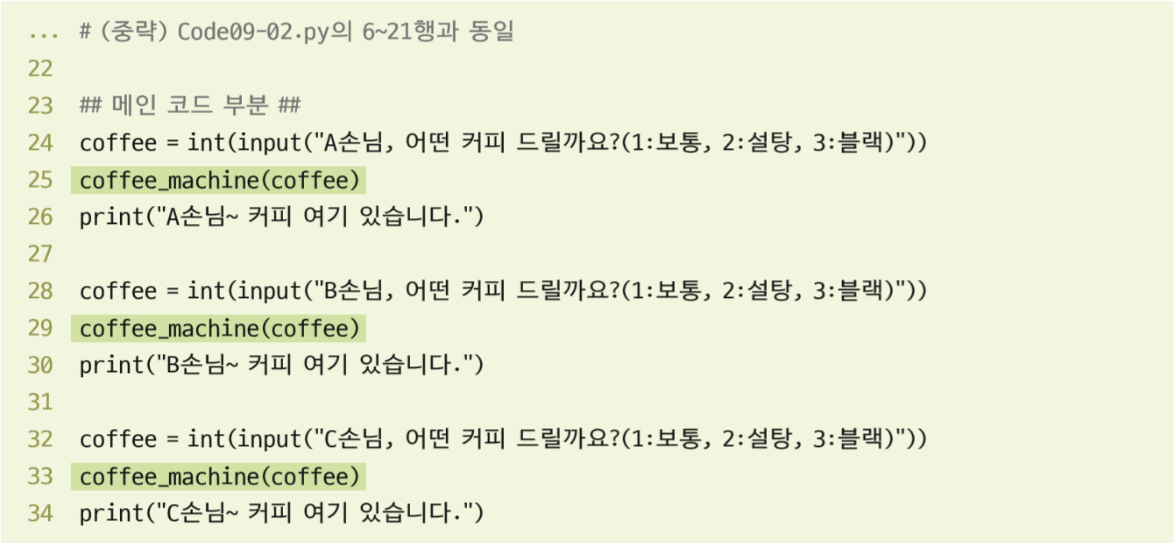 ... # (중략) Code09-02.py의 6~21행과 동일
22
23 ## 메인 코드 부분 ##
24 coffee = int(input("A손님, 어떤 커피 드릴까요?(1:보통, 2:설탕, 3:블랙)"))
25 coffee_machine(coffee)
26 print("A손님~ 커피 여기 있습니다.")
27
28 coffee = int(input("B손님, 어떤 커피 드릴까요?(1:보통, 2:설탕, 3:블랙)"))
29 coffee_machine(coffee)
30 print("B손님~ 커피 여기 있습니다.")
31
32 coffee = int(input("C손님, 어떤 커피 드릴까요?(1:보통, 2:설탕, 3:블랙)"))
33 coffee_machine(coffee)
34 print("C손님~ 커피 여기 있습니다.")